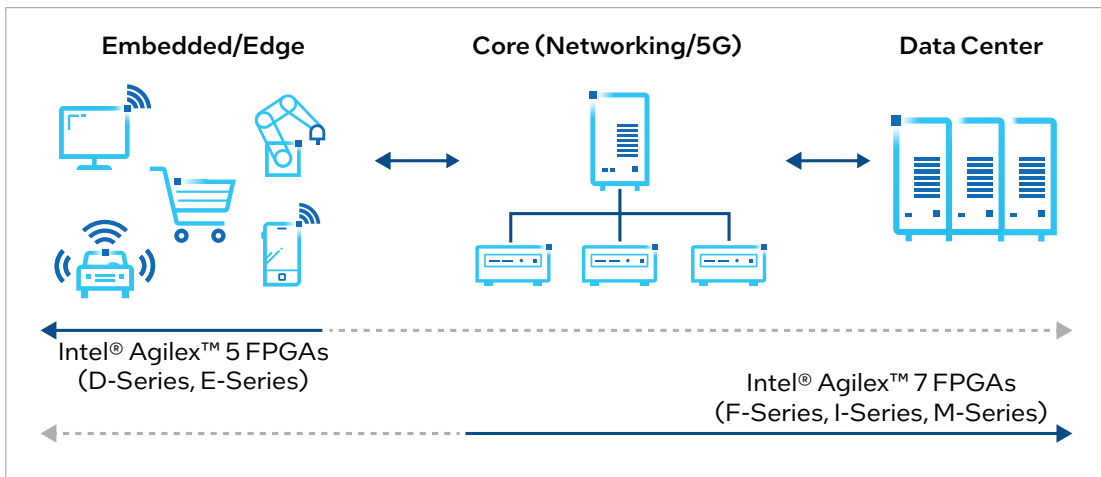 Embedded/Edge
Core (Networking/5G)
Data Center
Intel® Agilex™ 5 FPGAs
(D-Series, E-Series)
Intel® Agilex™ 7 FPGAs
(F-Series, I-Series, M-Series)